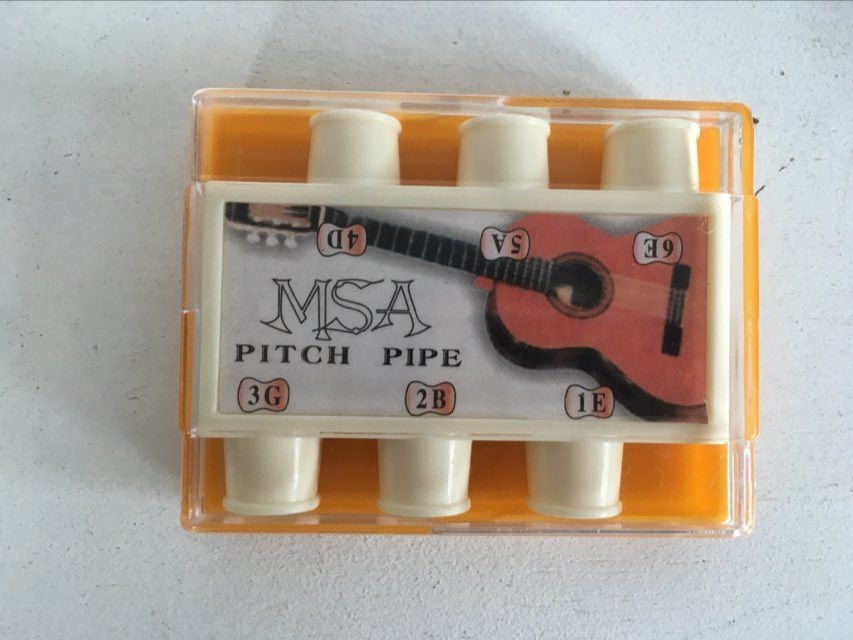 4D 5A 6E
MSA
PITCH PIPE
3G 2B 1E